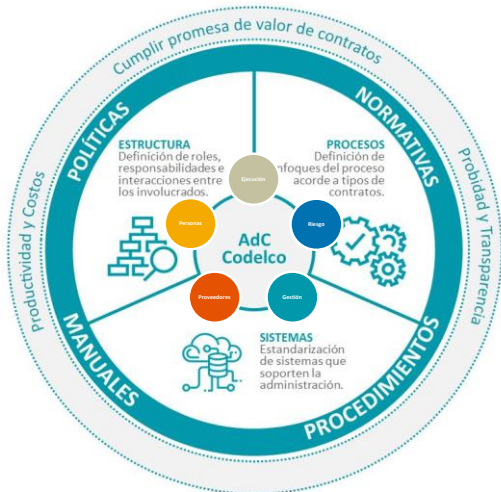 Cumplir promesa de valor de contratos
POLÍTICAS
NORMATIVAS
ESTRUCTURA
Definición de roles,
responsabilidades e
interacciones entre
los involucrados.
PROCESOS
Definición de
enfoques del proceso
acorde a tipos de
contratos.
Ejecución
Personas
Riesgo
AdC
Codelco
Productividad y Costos
Probidad y Transparencia
Proveedores
Gestión
SISTEMAS
Estandarización
de sistemas que
soporten la
administración.
MANUALES
PROCEDIMIENTOS